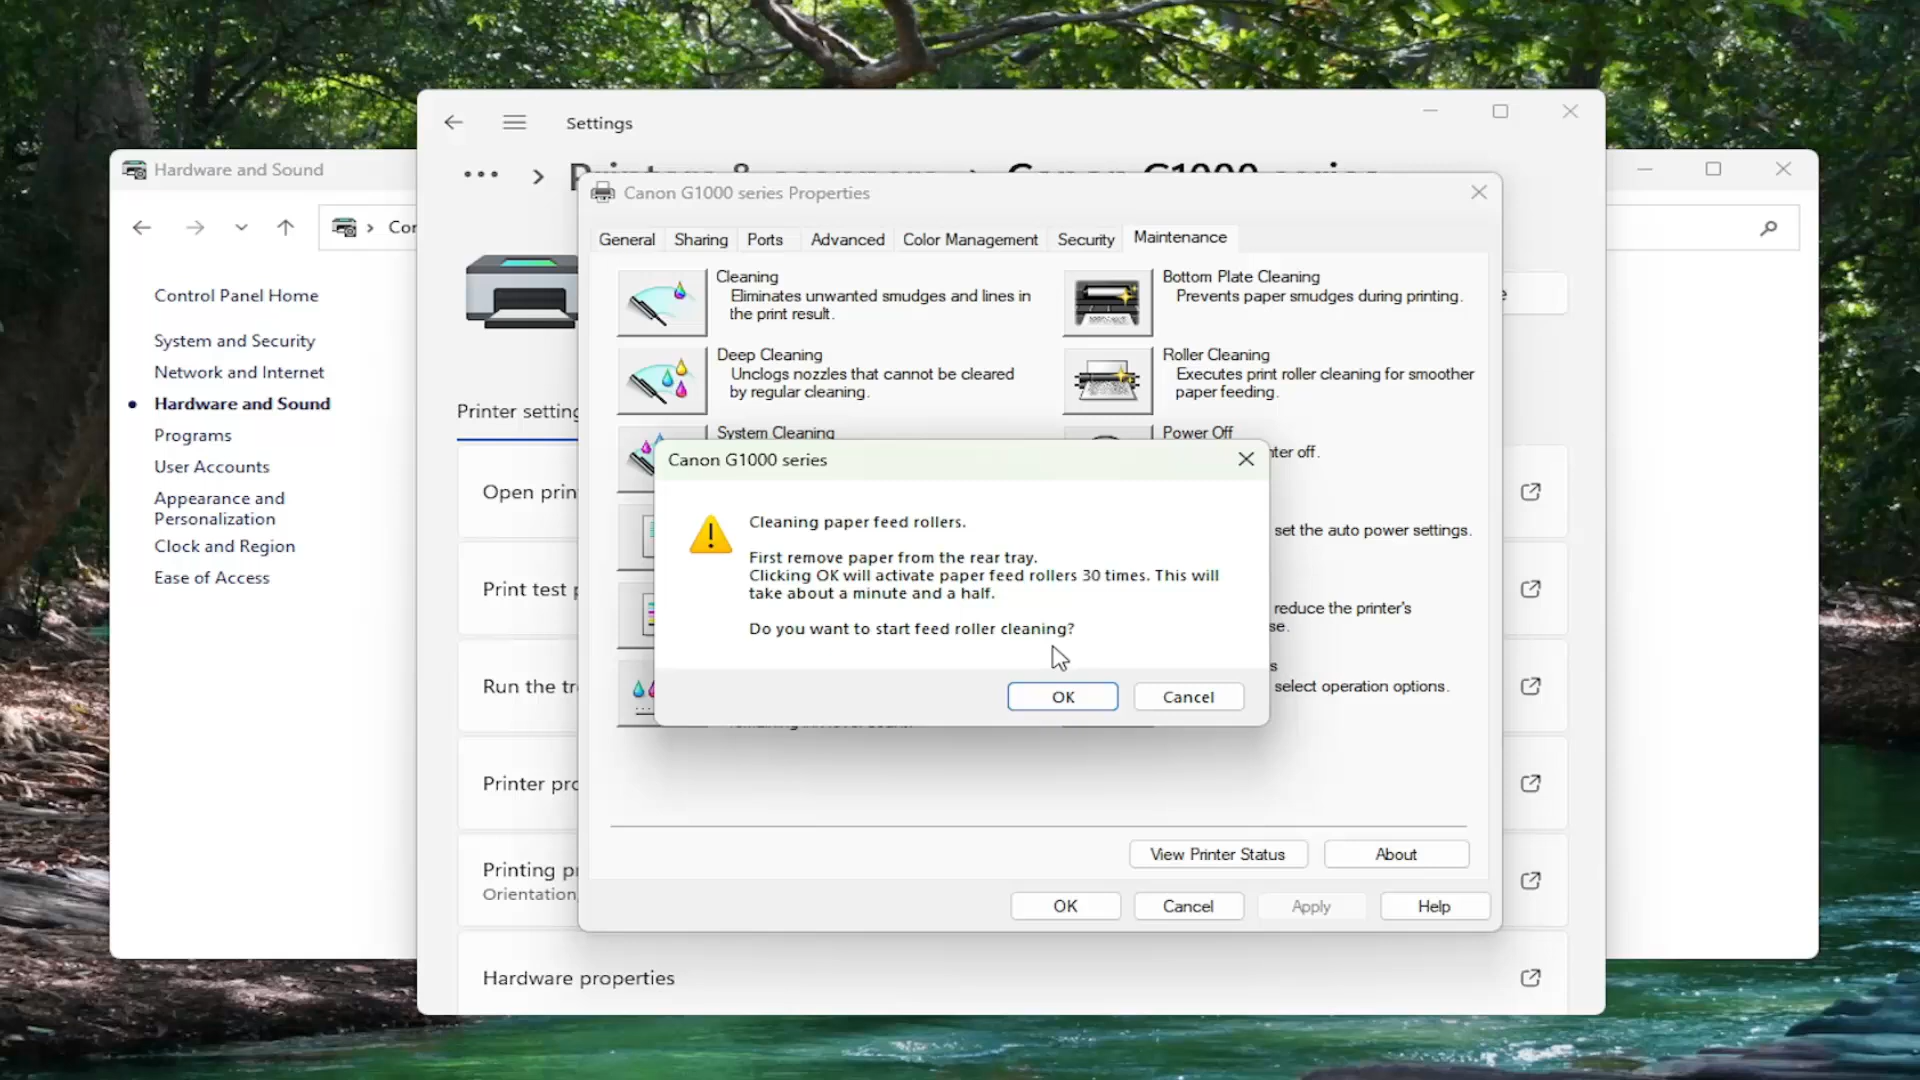 Settings
Hardware and Sound
Canon G1000 series Properties
Control Panel Home
System and Security
Network and Internet
Hardware and Sound
Programs
User Accounts
Appearance and
Personalization
Clock and Region
Ease of Access
Printer setting
Open prin
Print test p
Run the tr
Printer pro
Printing pr
Orientation,
Hardware properties
General Sharing Ports Advanced Color Management Security Maintenance
Cleaning
Eliminates unwanted smudges and lines in
the print result.
Deep Cleaning
Unclogs nozzles that cannot be cleared
by regular cleaning.
System Cleaning
Bottom Plate Cleaning
Prevents paper smudges during printing.
Roller Cleaning
Executes print roller cleaning for smoother
paper feeding.
Power Off
nter off.
set the auto power settings.
reduce the printer's
se.
s
select operation options.
Canon G1000 series
Cleaning paper feed rollers.
First remove paper from the rear tray.
Clicking OK will activate paper feed rollers 30 times. This will
take about a minute and a half.
Do you want to start feed roller cleaning?
OK Cancel
View Printer Status About
OK Cancel Apply Help